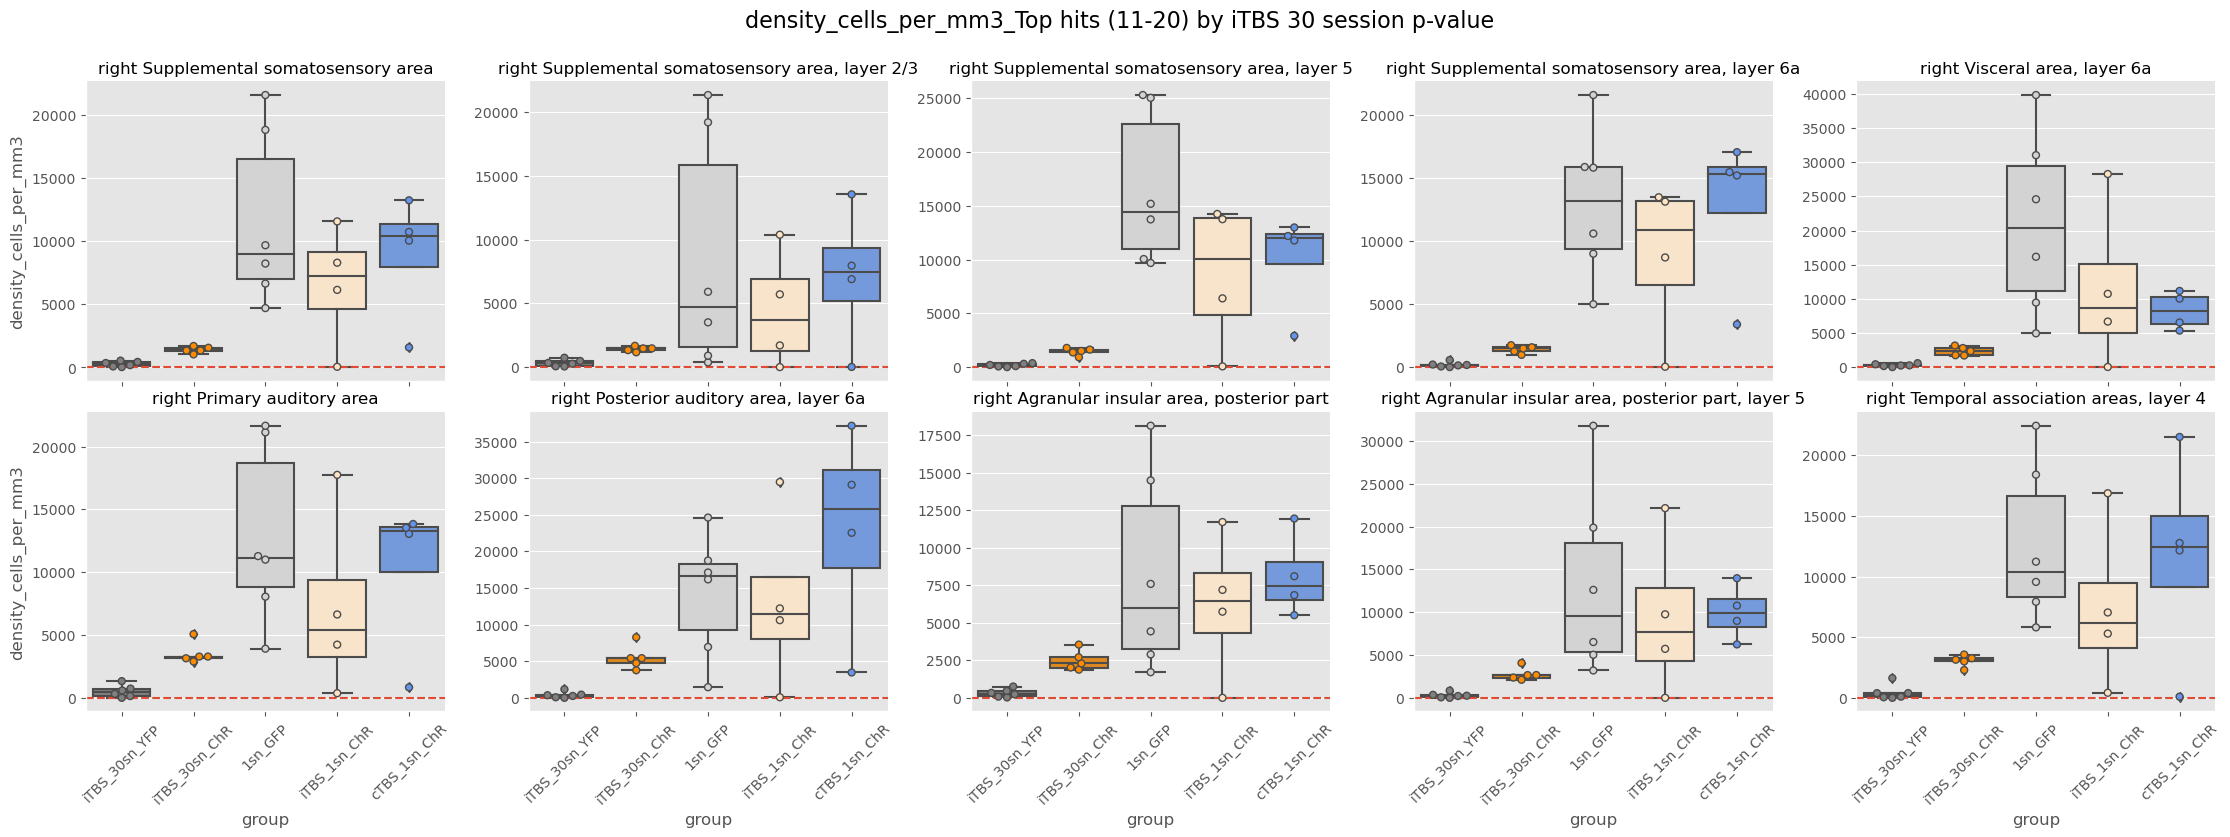 density_cells_per_mm3_Top hits (11-20) by iTBS 30 session p-value
right Supplemental somatosensory area
right Supplemental somatosensory area, layer 2/3
right Supplemental somatosensory area, layer 5
right Supplemental somatosensory area, layer 6a
right Visceral area, layer 6a
density_cells_per_mm3
20000
15000
10000
5000
0
20000
15000
10000
5000
0
25000
20000
15000
10000
5000
0
20000
15000
10000
5000
0
40000
35000
30000
25000
20000
15000
10000
5000
0
right Primary auditory area
right Posterior auditory area, layer 6a
right Agranular insular area, posterior part
right Agranular insular area, posterior part, layer 5
right Temporal association areas, layer 4
density_cells_per_mm3
20000
15000
10000
5000
0
35000
30000
25000
20000
15000
10000
5000
0
17500
15000
12500
10000
7500
5000
2500
0
30000
25000
20000
15000
10000
5000
0
20000
15000
10000
5000
0
iTBS_30sn_YFP
iTBS_30sn_ChR
1sn_GFP
iTBS_1sn_ChR
cTBS_1sn_ChR
iTBS_30sn_YFP
iTBS_30sn_ChR
1sn_GFP
iTBS_1sn_ChR
cTBS_1sn_ChR
iTBS_30sn_YFP
iTBS_30sn_ChR
1sn_GFP
iTBS_1sn_ChR
cTBS_1sn_ChR
iTBS_30sn_YFP
iTBS_30sn_ChR
1sn_GFP
iTBS_1sn_ChR
cTBS_1sn_ChR
iTBS_30sn_YFP
iTBS_30sn_ChR
1sn_GFP
iTBS_1sn_ChR
cTBS_1sn_ChR
group
group
group
group
group